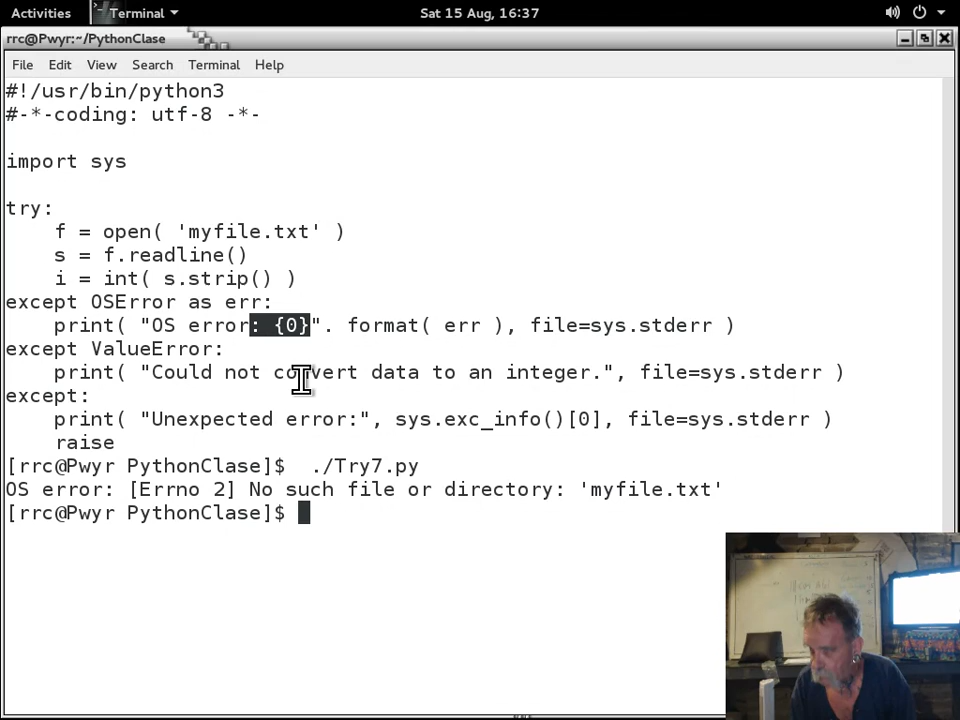 Activities
Terminal
Sat 15 Aug, 16:37
rrc@Pwyr:~/PythonClase
File Edit View Search Terminal Help
#!/usr/bin/python3
#-*-coding: utf-8 -*-
import sys
try:
f = open( 'myfile.txt' )
s = f.readline()
i = int( s.strip() )
except OSError as err:
print( "OS error: {0}". format( err ), file=sys.stderr )
except ValueError:
print( "Could not convert data to an integer.", file=sys.stderr )
except:
print( "Unexpected error:", sys.exc_info()[0], file=sys.stderr )
raise
[rrc@Pwyr PythonClase]$ ./Try7.py
OS error: [Errno 2] No such file or directory: 'myfile.txt'
[rrc@Pwyr PythonClase]$